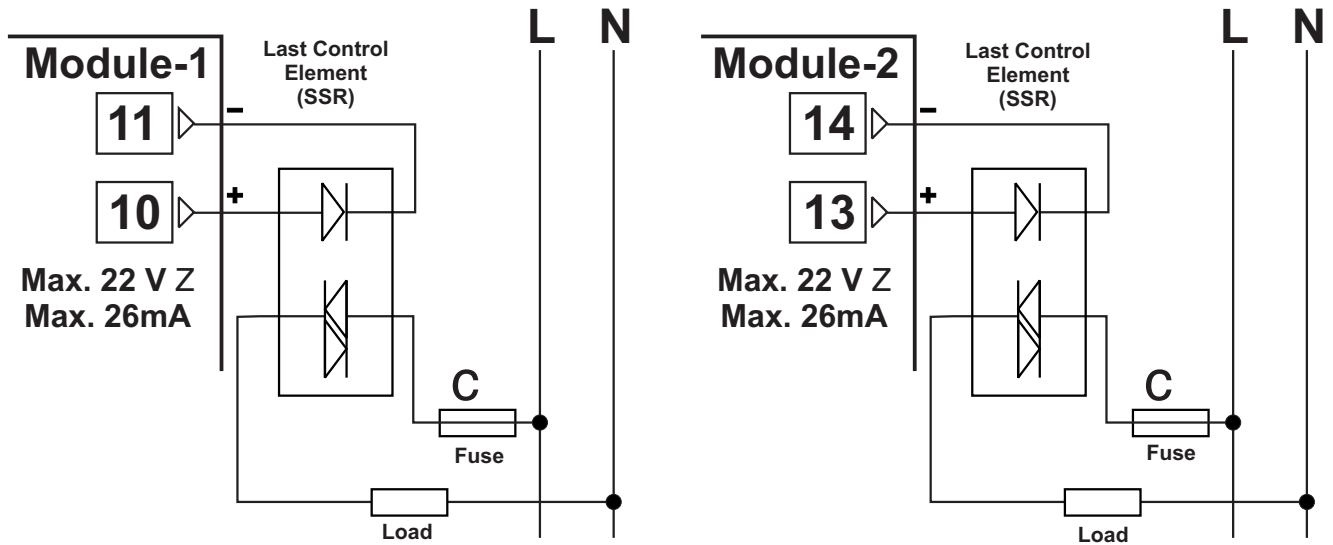 L N
Module-1
Last Control
Element
(SSR)
11
−
10
+
Max. 22 V Z
Max. 26mA
C
Fuse
Load
L N
Module-2
Last Control
Element
(SSR)
14
−
13
+
Max. 22 V Z
Max. 26mA
C
Fuse
Load